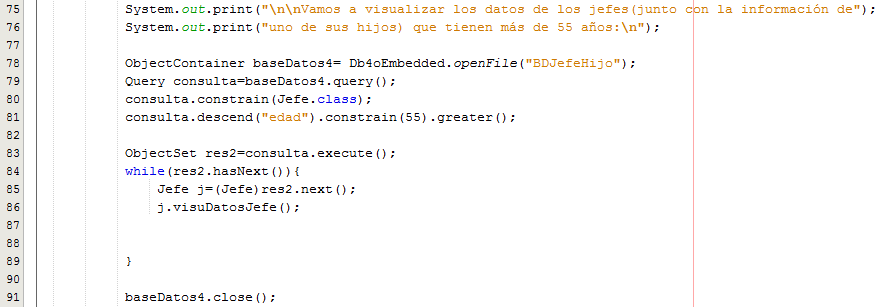 75 System.out.print("\n\nVamos a visualizar los datos de los jefes(junto con la información de");
76 System.out.print("uno de sus hijos) que tienen más de 55 años:\n");
77
78 ObjectContainer baseDatos4= Db4oEmbedded.openFile("BDJefeHijo");
79 Query consulta=baseDatos4.query();
80 consulta.constrain(Jefe.class);
81 consulta.descend("edad").constrain(55).greater();
82
83 ObjectSet res2=consulta.execute();
84 while(res2.hasNext()){
85 Jefe j=(Jefe)res2.next();
86 j.visuDatosJefe();
87
88
89 }
90
91 baseDatos4.close();